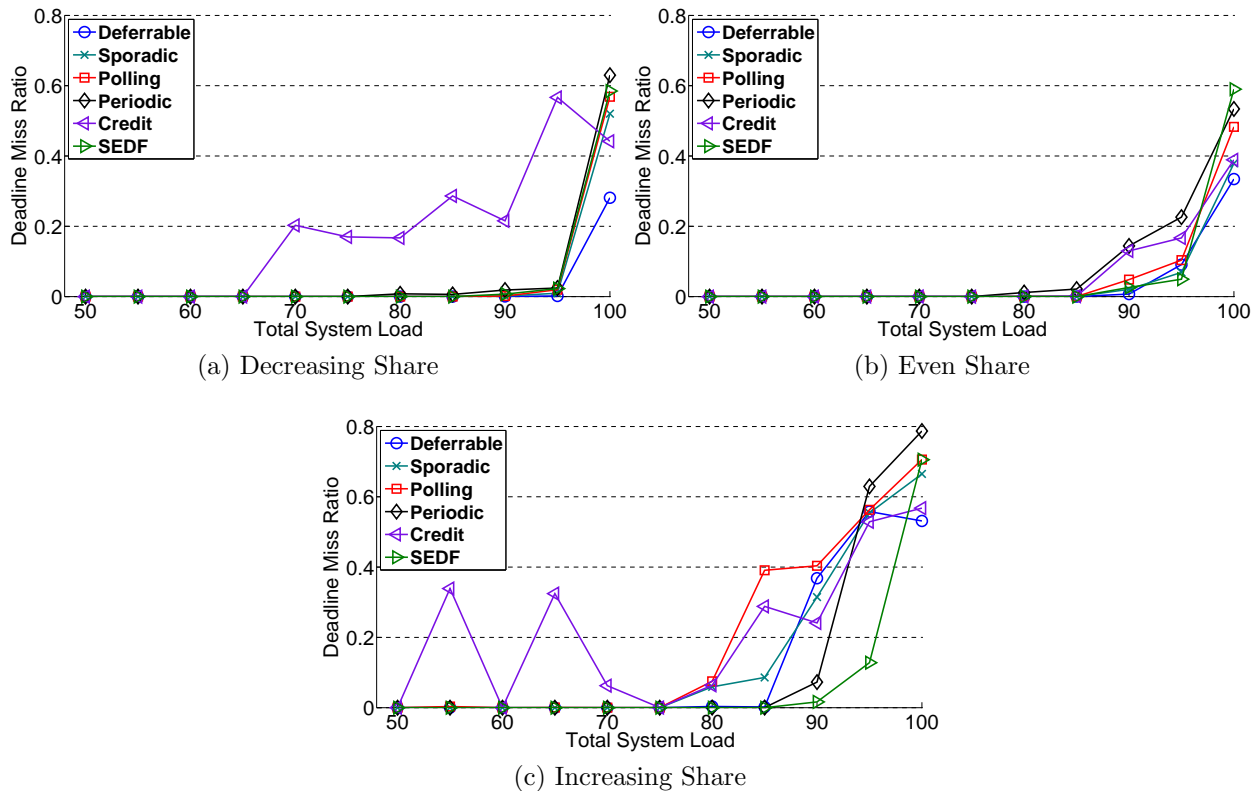 Deadline Miss Ratio
0.8
0.6
0.4
0.2
0
Deferrable
Sporadic
Polling
Periodic
Credit
SEDF
50 60 70 80 90 100
Total System Load
(a) Decreasing Share
Deadline Miss Ratio
0.8
0.6
0.4
0.2
0
Deferrable
Sporadic
Polling
Periodic
Credit
SEDF
50 60 70 80 90 100
Total System Load
(b) Even Share
Deadline Miss Ratio
0.8
0.6
0.4
0.2
0
Deferrable
Sporadic
Polling
Periodic
Credit
SEDF
50 60 70 80 90 100
Total System Load
(c) Increasing Share